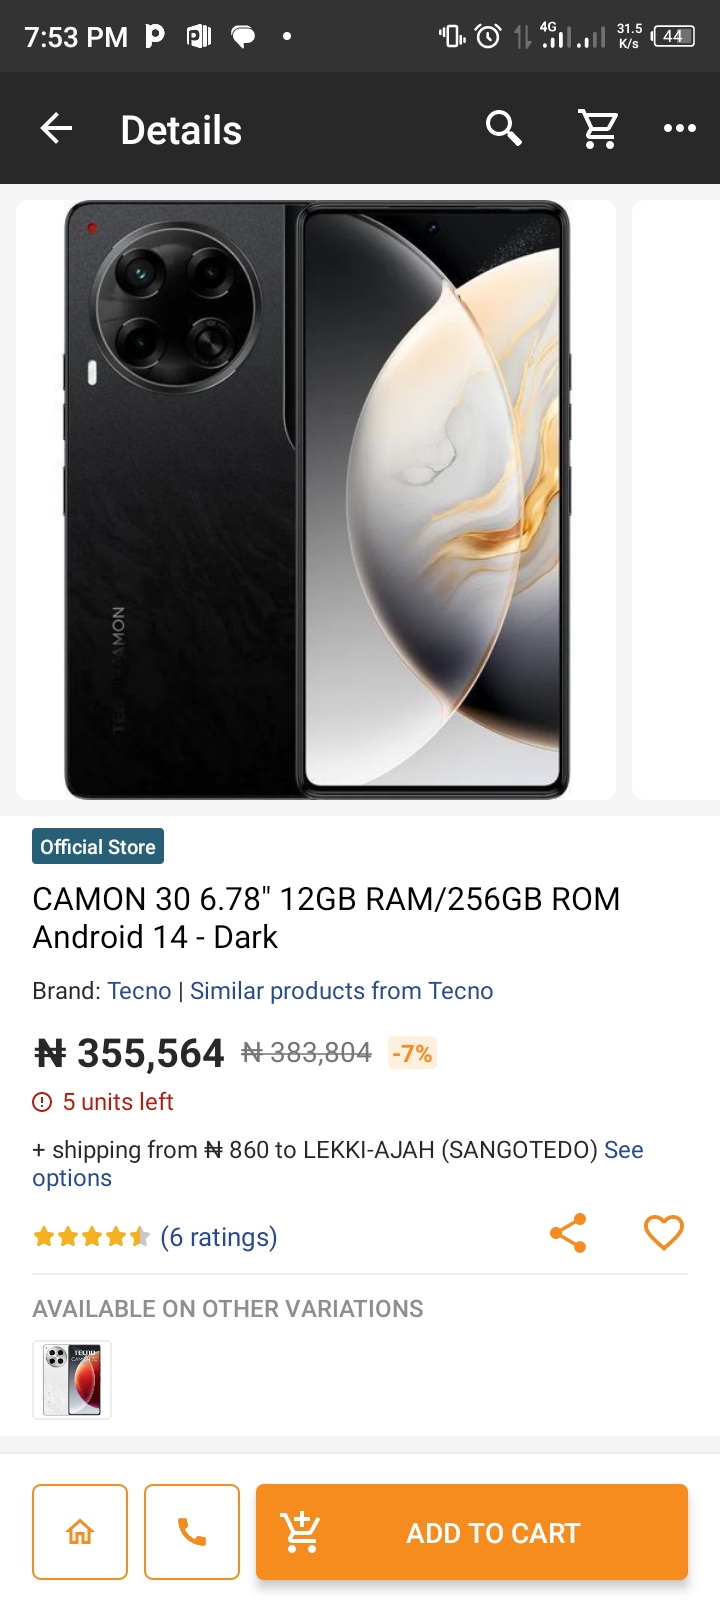 7:53 PM
4G
31.5
K/s
44
Details
TECNO CAMON
Official Store
CAMON 30 6.78" 12GB RAM/256GB ROM
Android 14 - Dark
Brand: Tecno | Similar products from Tecno
₦ 355,564 ₦ 383,804 -7%
5 units left
+ shipping from ₦ 860 to LEKKI-AJAH (SANGOTEDO) See
options
(6 ratings)
AVAILABLE ON OTHER VARIATIONS
TECNO
ADD TO CART